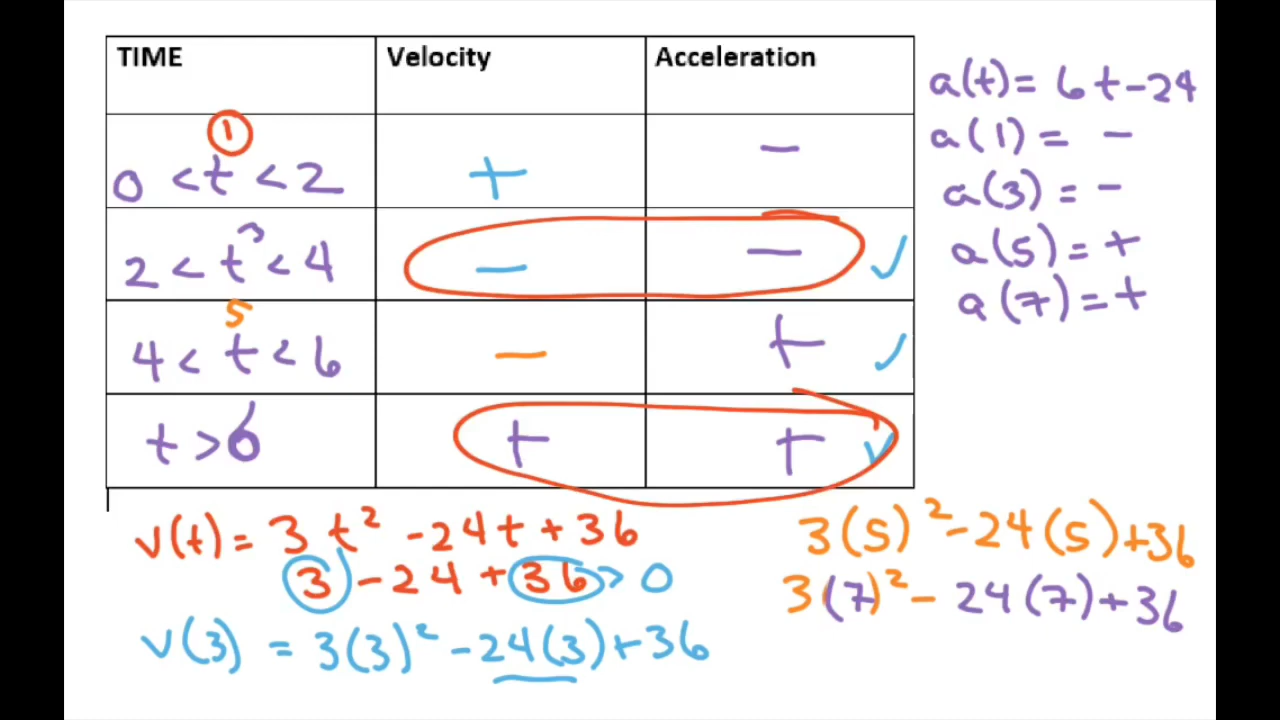 TIME Velocity Acceleration
1
0 < t < 2 + −
3
2 < t < 4 − − ✓
5
4 < t < 6 − + ✓
t > 6 + + ✓
a(t) = 6t - 24
a(1) = −
a(3) = −
a(5) = +
a(7) = +
v(t) = 3t² - 24t + 36
3 - 24 + 36 > 0
v(3) = 3(3)² - 24(3) + 36
3(5)² - 24(5) + 36
3(7)² - 24(7) + 36